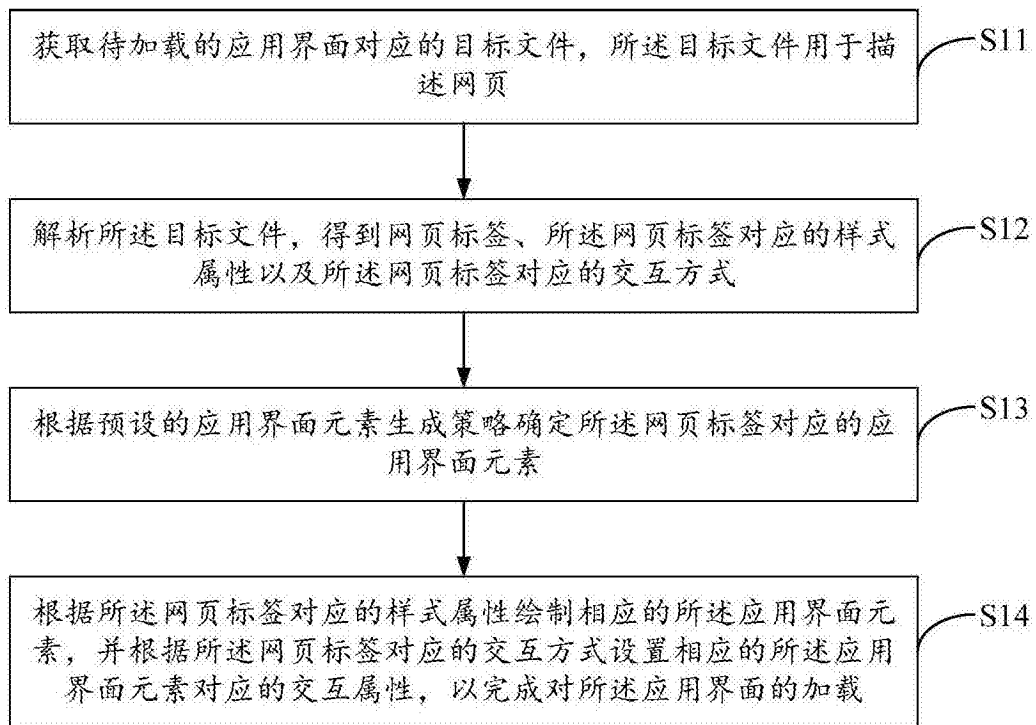 获取待加载的应用界面对应的目标文件，所述目标文件用于描
述网页
S11
解析所述目标文件，得到网页标签、所述网页标签对应的样式
属性以及所述网页标签对应的交互方式
S12
根据预设的应用界面元素生成策略确定所述网页标签对应的应
用界面元素
S13
根据所述网页标签对应的样式属性绘制相应的所述应用界面元
素，并根据所述网页标签对应的交互方式设置相应的所述应用
界面元素对应的交互属性，以完成对所述应用界面的加载
S14